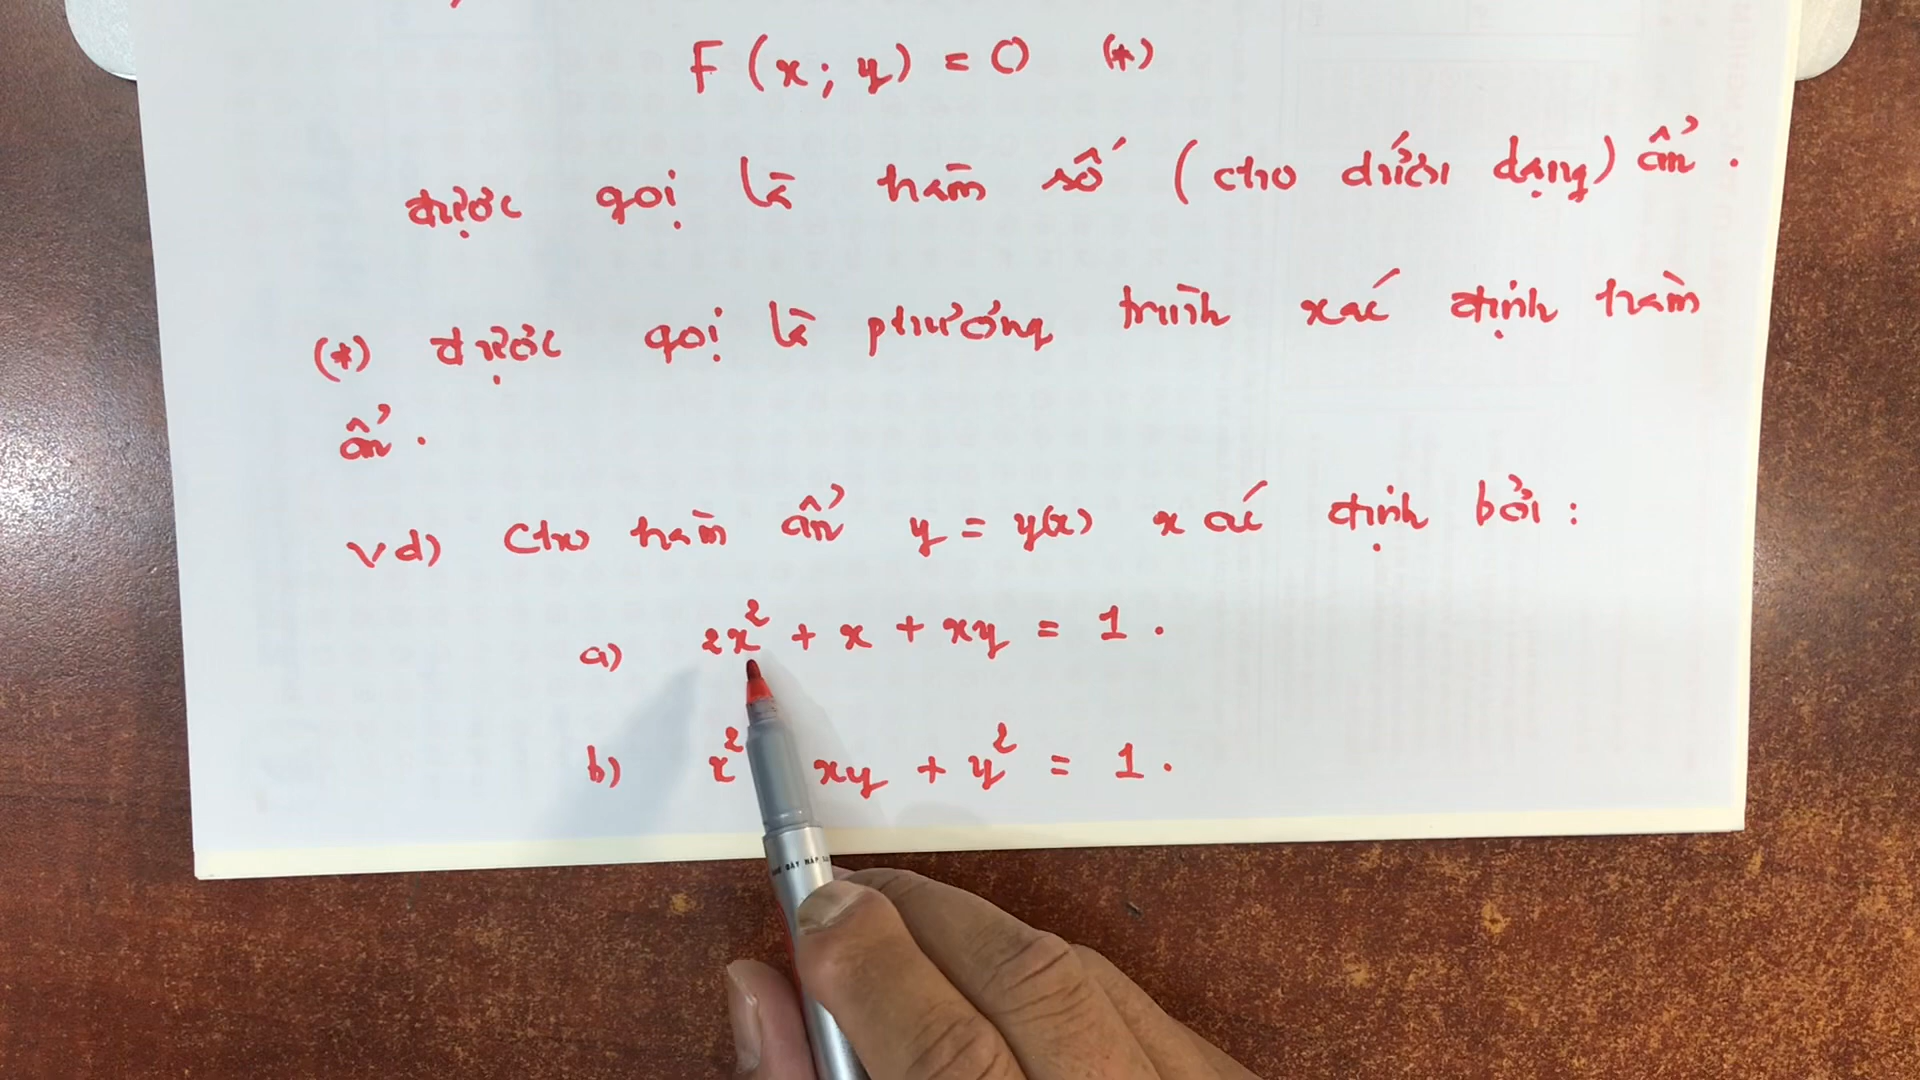 F(x; y) = 0 (*)
được gọi là hàm số (cho dưới dạng) ẩn.
(*) được gọi là phương trình xác định hàm
ẩn.
Vd) Cho hàm ẩn y = y(x) xác định bởi:
a) 2x² + x + xy = 1.
b) x² xy + y² = 1.